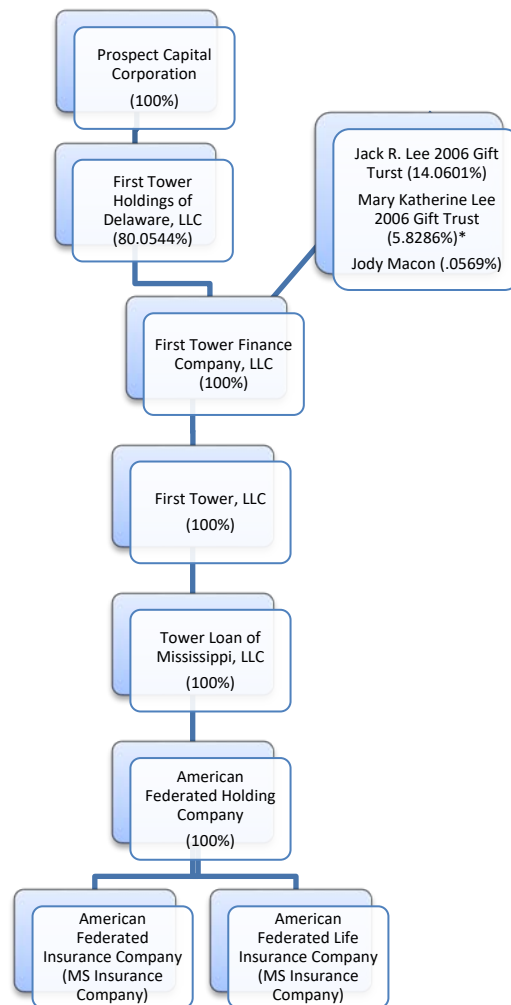 Prospect Capital
Corporation
(100%)
First Tower
Holdings of
Delaware, LLC
(80.0544%)
Jack R. Lee 2006 Gift
Turst (14.0601%)
Mary Katherine Lee
2006 Gift Trust
(5.8286%)*
Jody Macon (.0569%)
First Tower Finance
Company, LLC
(100%)
First Tower, LLC
(100%)
Tower Loan of
Mississippi, LLC
(100%)
American
Federated Holding
Company
(100%)
American
Federated
Insurance Company
(MS Insurance
Company)
American
Federated Life
Insurance Company
(MS Insurance
Company)